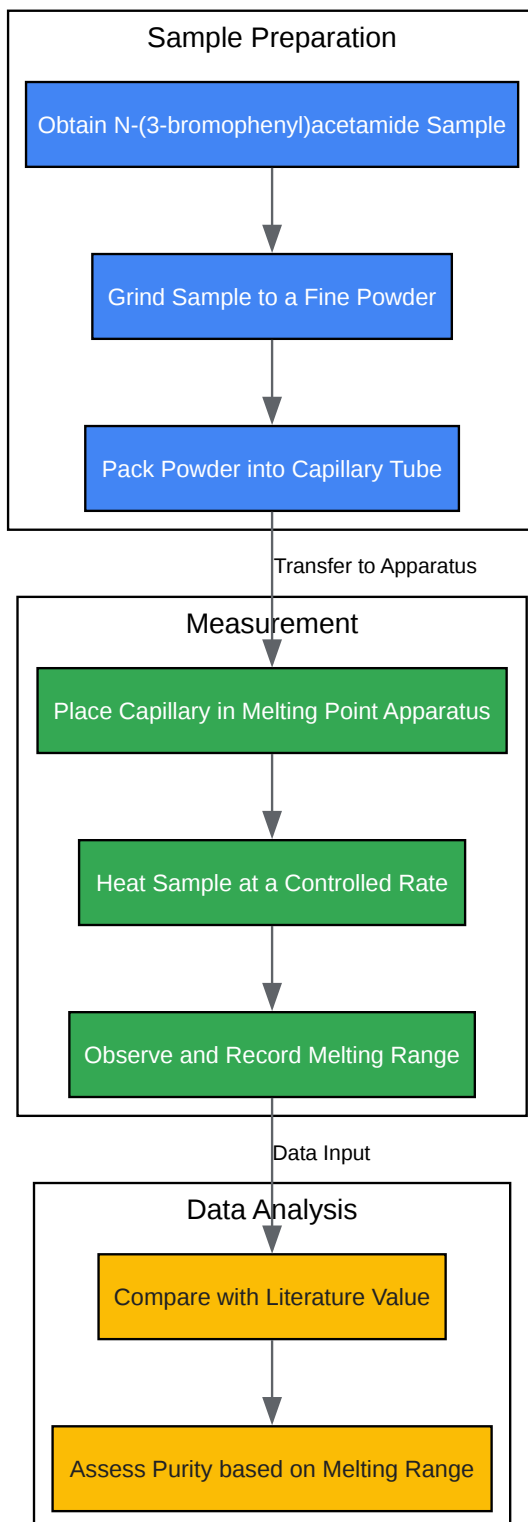 Sample Preparation
Obtain N-(3-bromophenyl)acetamide Sample
Grind Sample to a Fine Powder
Pack Powder into Capillary Tube
Transfer to Apparatus
Measurement
Place Capillary in Melting Point Apparatus
Heat Sample at a Controlled Rate
Observe and Record Melting Range
Data Input
Data Analysis
Compare with Literature Value
Assess Purity based on Melting Range